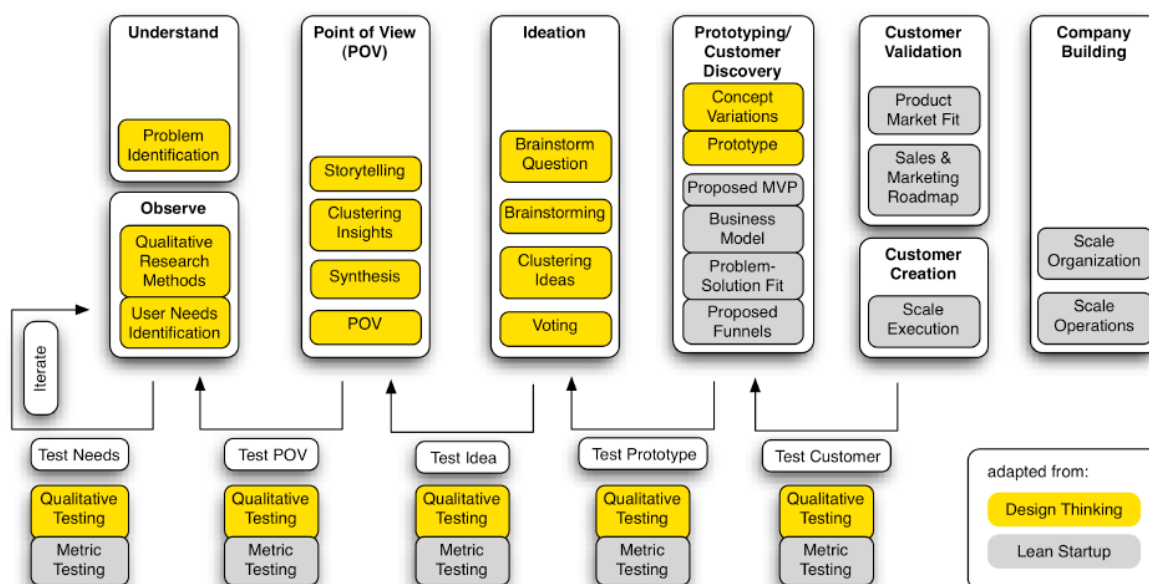 Understand
Problem
Identification
Observe
Qualitative
Research
Methods
User Needs
Identification
Point of View
(POV)
Storytelling
Clustering
Insights
Synthesis
POV
Ideation
Brainstorm
Question
Brainstorming
Clustering
Ideas
Voting
Prototyping/
Customer
Discovery
Concept
Variations
Prototype
Proposed MVP
Business
Model
Problem-
Solution Fit
Proposed
Funnels
Customer
Validation
Product
Market Fit
Sales &
Marketing
Roadmap
Customer
Creation
Scale
Execution
Company
Building
Scale
Organization
Scale
Operations
Iterate
Test Needs
Qualitative
Testing
Metric
Testing
Test POV
Qualitative
Testing
Metric
Testing
Test Idea
Qualitative
Testing
Metric
Testing
Test Prototype
Qualitative
Testing
Metric
Testing
Test Customer
Qualitative
Testing
Metric
Testing
adapted from:
Design Thinking
Lean Startup